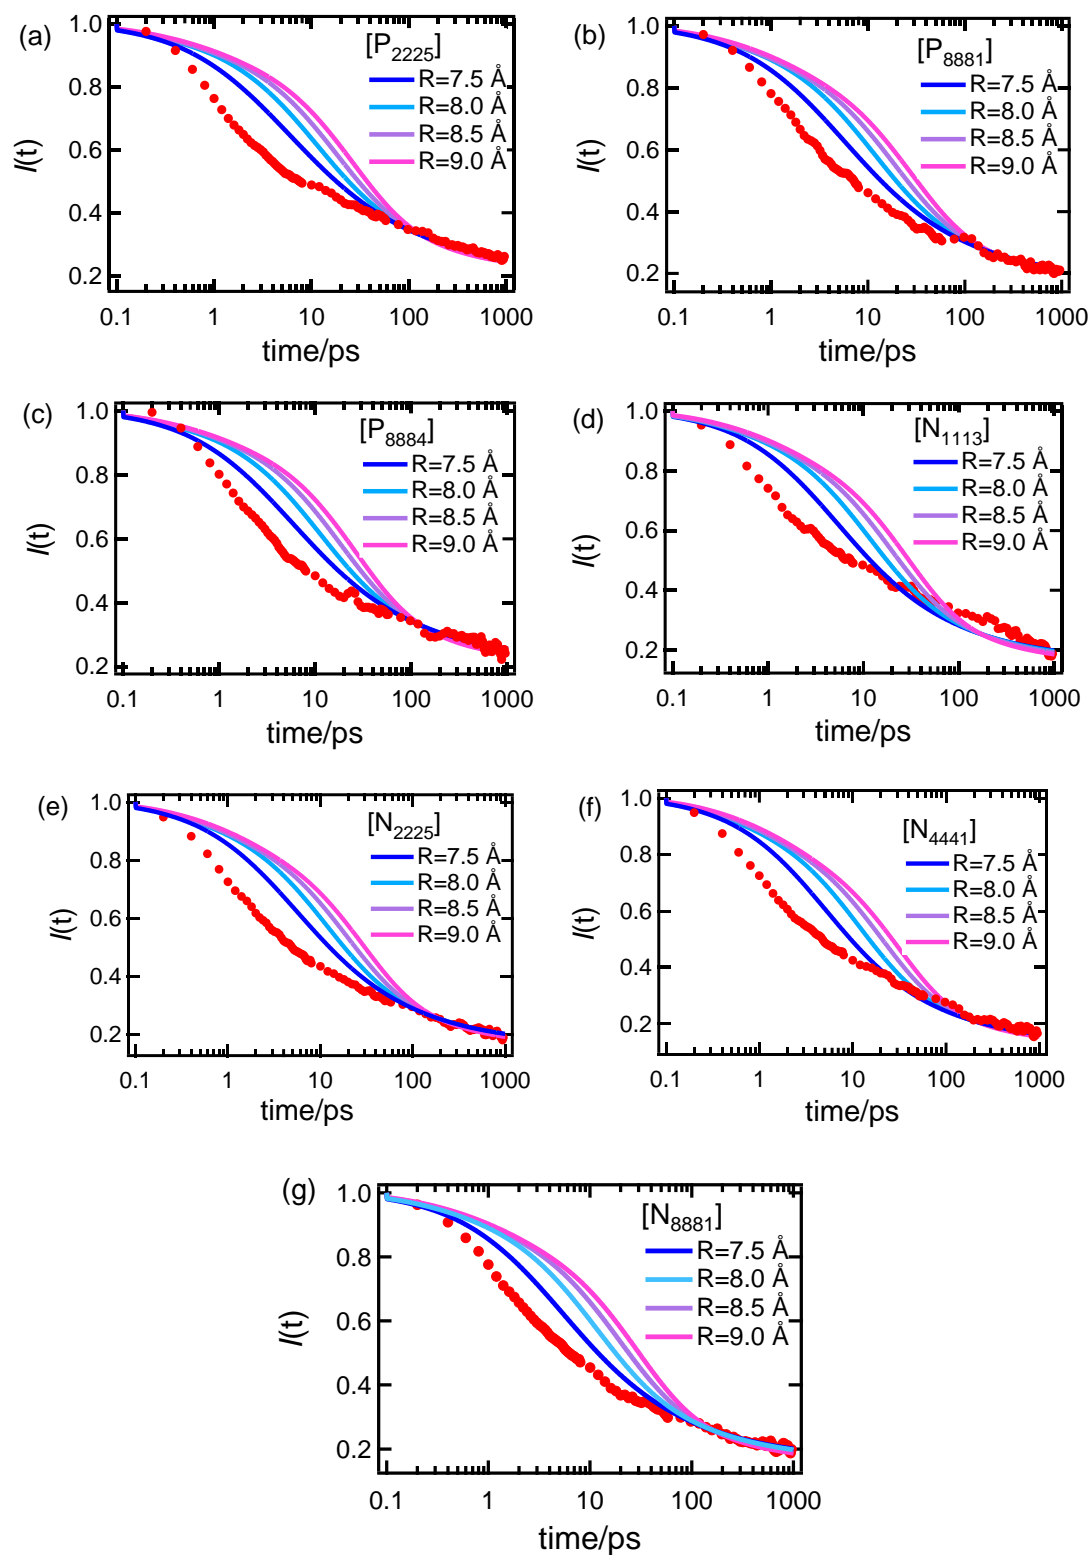 (a)
[P2225]
R=7.5 Å
R=8.0 Å
R=8.5 Å
R=9.0 Å
1.0
0.8
0.6
0.4
0.2
I(t)
0.1 1 10 100 1000
time/ps
(b)
[P8881]
R=7.5 Å
R=8.0 Å
R=8.5 Å
R=9.0 Å
1.0
0.8
0.6
0.4
0.2
I(t)
0.1 1 10 100 1000
time/ps
(c)
[P8884]
R=7.5 Å
R=8.0 Å
R=8.5 Å
R=9.0 Å
1.0
0.8
0.6
0.4
0.2
I(t)
0.1 1 10 100 1000
time/ps
(d)
[N1113]
R=7.5 Å
R=8.0 Å
R=8.5 Å
R=9.0 Å
1.0
0.8
0.6
0.4
0.2
I(t)
0.1 1 10 100 1000
time/ps
(e)
[N2225]
R=7.5 Å
R=8.0 Å
R=8.5 Å
R=9.0 Å
1.0
0.8
0.6
0.4
0.2
I(t)
0.1 1 10 100 1000
time/ps
(f)
[N4441]
R=7.5 Å
R=8.0 Å
R=8.5 Å
R=9.0 Å
1.0
0.8
0.6
0.4
0.2
I(t)
0.1 1 10 100 1000
time/ps
(g)
[N8881]
R=7.5 Å
R=8.0 Å
R=8.5 Å
R=9.0 Å
1.0
0.8
0.6
0.4
0.2
I(t)
0.1 1 10 100 1000
time/ps